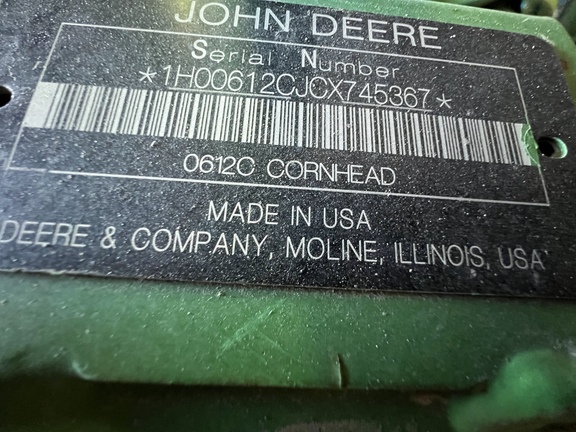 JOHN DEERE
Serial Number
*1H00612CJCX745367*
0612C CORNHEAD
MADE IN USA
DEERE & COMPANY, MOLINE, ILLINOIS, USA